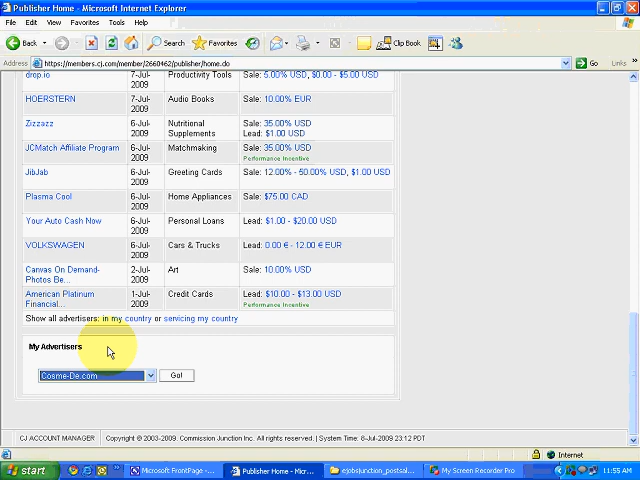 Publisher Home - Microsoft Internet Explorer
File Edit View Favorites Tools Help
Back Search Favorites Clip Book
Address https://members.cj.com/member/2660462/publisher/home.do Go Links »
drop.io 7-Jul-2009 Productivity Tools Sale: 5.00% USD, $0.00 - $5.00 USD
HOERSTERN 7-Jul-2009 Audio Books Sale: 10.00% EUR
Zizzazz 6-Jul-2009 Nutritional Supplements Sale: 35.00% USD
Lead: $1.00 USD
JCMatch Affiliate Program 6-Jul-2009 Matchmaking Sale: 35.00% USD
Performance Incentive
JibJab 6-Jul-2009 Greeting Cards Sale: 12.00% - 50.00% USD, $1.00 USD
Plasma Cool 6-Jul-2009 Home Appliances Sale: $75.00 CAD
Your Auto Cash Now 6-Jul-2009 Personal Loans Lead: $1.00 - $20.00 USD
VOLKSWAGEN 6-Jul-2009 Cars & Trucks Lead: 0.00 € - 12.00 € EUR
Canvas On Demand-Photos Be... 2-Jul-2009 Art Sale: 10.00% USD
American Platinum Financial... 1-Jul-2009 Credit Cards Lead: $10.00 - $13.00 USD
Performance Incentive
Show all advertisers: in my country or servicing my country
My Advertisers
Cosme-De.com Go!
CJ ACCOUNT MANAGER Copyright © 2003-2009. Commission Junction Inc. All rights reserved. | System Time: 8-Jul-2009 23:12 PDT
Internet
start Microsoft FrontPage -... Publisher Home - Micr... ejobsjunction_postsal... My Screen Recorder Pro 11:55 AM